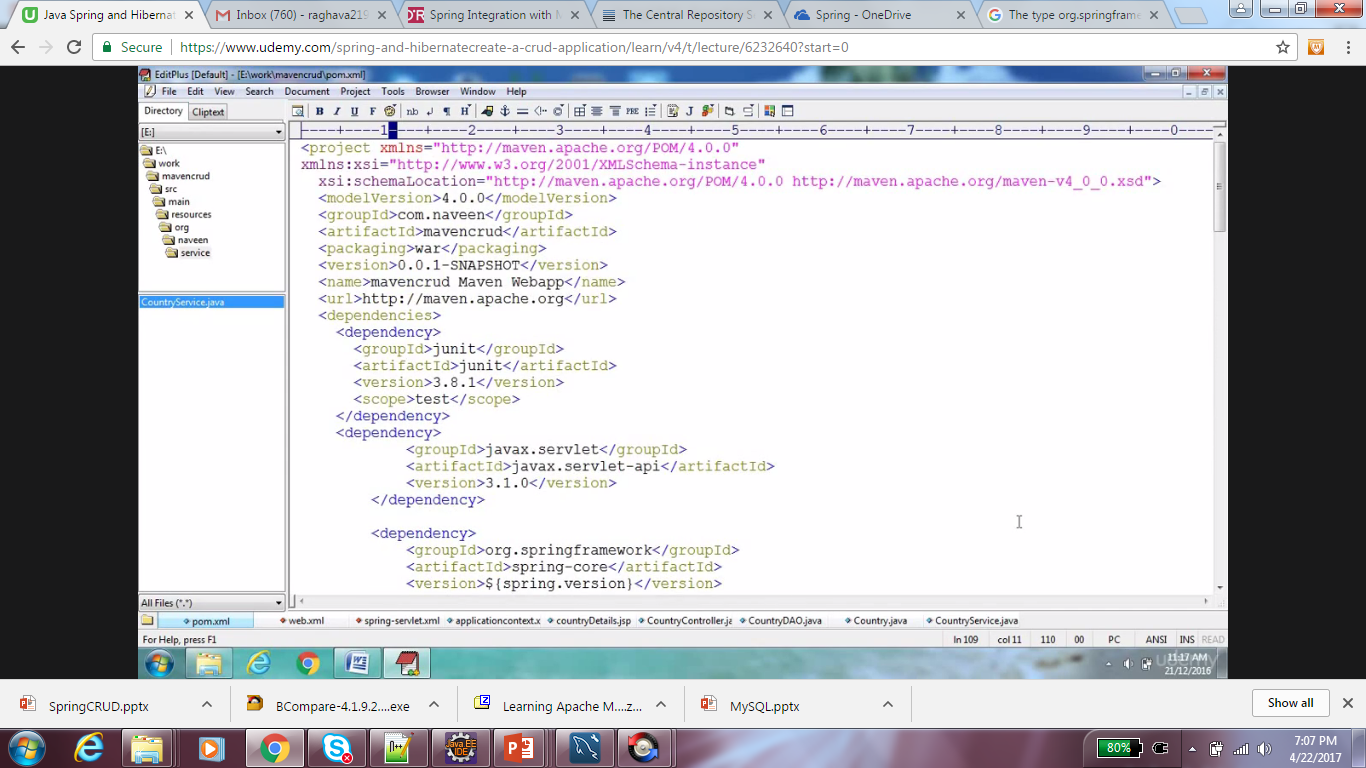 Java Spring and Hibernat
Inbox (760) - raghava219
Spring Integration with M
The Central Repository S
Spring - OneDrive
The type org.springframe
Secure
https://www.udemy.com/spring-and-hibernatecreate-a-crud-application/learn/v4/t/lecture/6232640?start=0
EditPlus [Default] - [E:\work\mavencrud\pom.xml]
File Edit View Search Document Project Tools Browser Window Help
Directory Cliptext
[E:]
E:\
work
mavencrud
src
main
resources
org
naveen
service
CountryService.java
All Files (*.*)
|----+----1----+----2----+----3----+----4----+----5----+----6----+----7----+----8----+----9----+----0----
<project xmlns="http://maven.apache.org/POM/4.0.0"
xmlns:xsi="http://www.w3.org/2001/XMLSchema-instance"
xsi:schemaLocation="http://maven.apache.org/POM/4.0.0 http://maven.apache.org/maven-v4_0_0.xsd">
<modelVersion>4.0.0</modelVersion>
<groupId>com.naveen</groupId>
<artifactId>mavencrud</artifactId>
<packaging>war</packaging>
<version>0.0.1-SNAPSHOT</version>
<name>mavencrud Maven Webapp</name>
<url>http://maven.apache.org</url>
<dependencies>
<dependency>
<groupId>junit</groupId>
<artifactId>junit</artifactId>
<version>3.8.1</version>
<scope>test</scope>
</dependency>
<dependency>
<groupId>javax.servlet</groupId>
<artifactId>javax.servlet-api</artifactId>
<version>3.1.0</version>
</dependency>
<dependency>
<groupId>org.springframework</groupId>
<artifactId>spring-core</artifactId>
<version>${spring.version}</version>
pom.xml web.xml spring-servlet.xml applicationcontext.x countryDetails.jsp CountryController.ja CountryDAO.java Country.java CountryService.java
For Help, press F1
ln 109 col 11 110 00 PC ANSI INS READ
11:17 AM
21/12/2016
udemy
SpringCRUD.pptx
BCompare-4.1.9.2....exe
Learning Apache M....z...
MySQL.pptx
Show all
80%
7:07 PM
4/22/2017